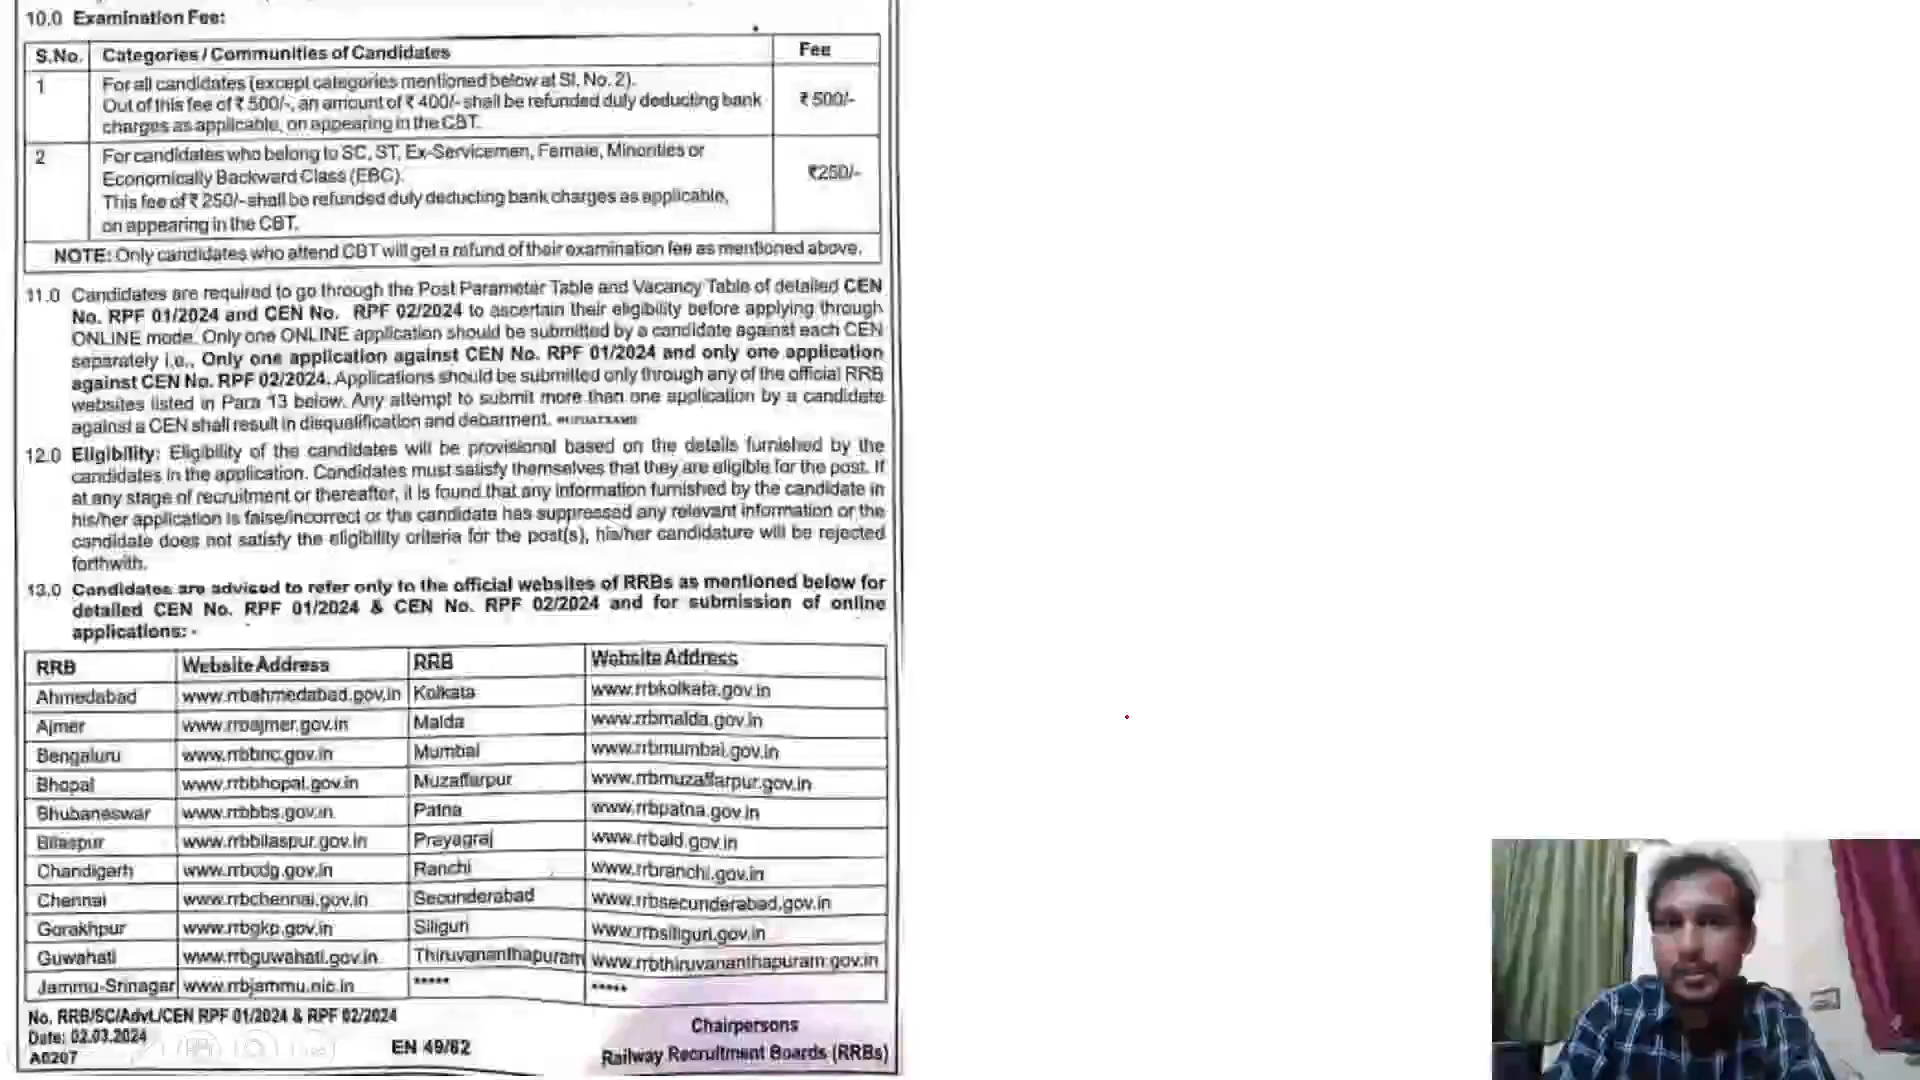 10.0 Examination Fee:
S.No. Categories / Communities of Candidates Fee
1 For all candidates (except categories mentioned below at Sl. No. 2).
Out of this fee of ₹ 500/-, an amount of ₹ 400/- shall be refunded duly deducting bank
charges as applicable, on appearing in the CBT.
₹ 500/-
2 For candidates who belong to SC, ST, Ex-Servicemen, Female, Minorities or
Economically Backward Class (EBC).
This fee of ₹ 250/- shall be refunded duly deducting bank charges as applicable,
on appearing in the CBT.
₹250/-
NOTE: Only candidates who attend CBT will get a refund of their examination fee as mentioned above.
11.0 Candidates are required to go through the Post Parameter Table and Vacancy Table of detailed CEN
No. RPF 01/2024 and CEN No. RPF 02/2024 to ascertain their eligibility before applying through
ONLINE mode. Only one ONLINE application should be submitted by a candidate against each CEN
separately i.e., Only one application against CEN No. RPF 01/2024 and only one application
against CEN No. RPF 02/2024. Applications should be submitted only through any of the official RRB
websites listed in Para 13 below. Any attempt to submit more than one application by a candidate
against a CEN shall result in disqualification and debarment.
12.0 Eligibility: Eligibility of the candidates will be provisional based on the details furnished by the
candidates in the application. Candidates must satisfy themselves that they are eligible for the post. If
at any stage of recruitment or thereafter, it is found that any information furnished by the candidate in
his/her application is false/incorrect or the candidate has suppressed any relevant information or the
candidate does not satisfy the eligibility criteria for the post(s), his/her candidature will be rejected
forthwith.
13.0 Candidates are advised to refer only to the official websites of RRBs as mentioned below for
detailed CEN No. RPF 01/2024 & CEN No. RPF 02/2024 and for submission of online
applications: -
RRB Website Address RRB Website Address
Ahmedabad www.rrbahmedabad.gov.in Kolkata www.rrbkolkata.gov.in
Ajmer www.rrbajmer.gov.in Malda www.rrbmalda.gov.in
Bengaluru www.rrbbnc.gov.in Mumbai www.rrbmumbai.gov.in
Bhopal www.rrbbhopal.gov.in Muzaffarpur www.rrbmuzaffarpur.gov.in
Bhubaneswar www.rrbbbs.gov.in Patna www.rrbpatna.gov.in
Bilaspur www.rrbbilaspur.gov.in Prayagraj www.rrbald.gov.in
Chandigarh www.rrbcdg.gov.in Ranchi www.rrbranchi.gov.in
Chennai www.rrbchennai.gov.in Secunderabad www.rrbsecunderabad.gov.in
Gorakhpur www.rrbgkp.gov.in Siliguri www.rrbsiliguri.gov.in
Guwahati www.rrbguwahati.gov.in Thiruvananthapuram www.rrbthiruvananthapuram.gov.in
Jammu-Srinagar www.rrbjammu.nic.in ***** *****
No. RRB/SC/Advt./CEN RPF 01/2024 & RPF 02/2024
Date: 02.03.2024
A0207
EN 49/62
Chairpersons
Railway Recruitment Boards (RRBs)